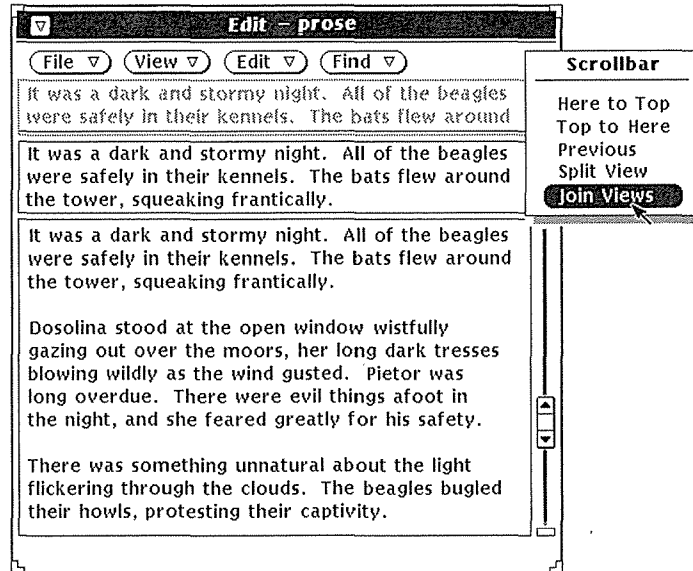 Edit – prose
File View Edit Find
It was a dark and stormy night. All of the beagles
were safely in their kennels. The bats flew around
It was a dark and stormy night. All of the beagles
were safely in their kennels. The bats flew around
the tower, squeaking frantically.
It was a dark and stormy night. All of the beagles
were safely in their kennels. The bats flew around
the tower, squeaking frantically.
Dosolina stood at the open window wistfully
gazing out over the moors, her long dark tresses
blowing wildly as the wind gusted. Pietor was
long overdue. There were evil things afoot in
the night, and she feared greatly for his safety.
There was something unnatural about the light
flickering through the clouds. The beagles bugled
their howls, protesting their captivity.
Scrollbar
Here to Top
Top to Here
Previous
Split View
Join Views